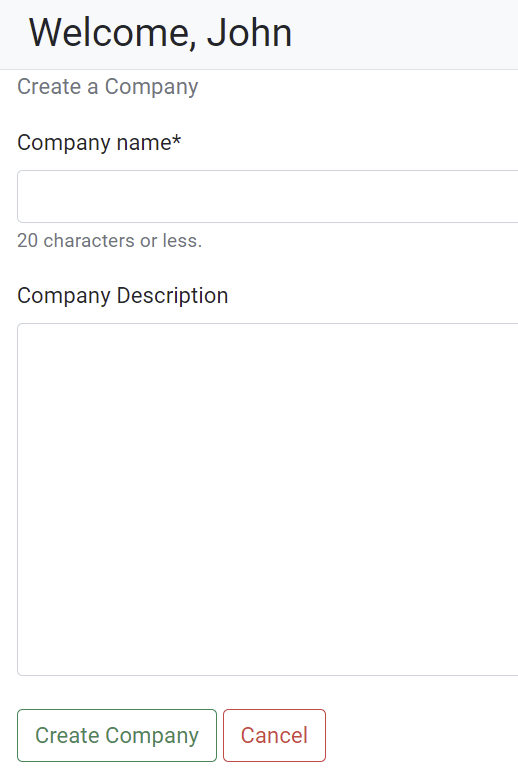 Welcome, John
Create a Company
Company name*
20 characters or less.
Company Description
Create Company Cancel